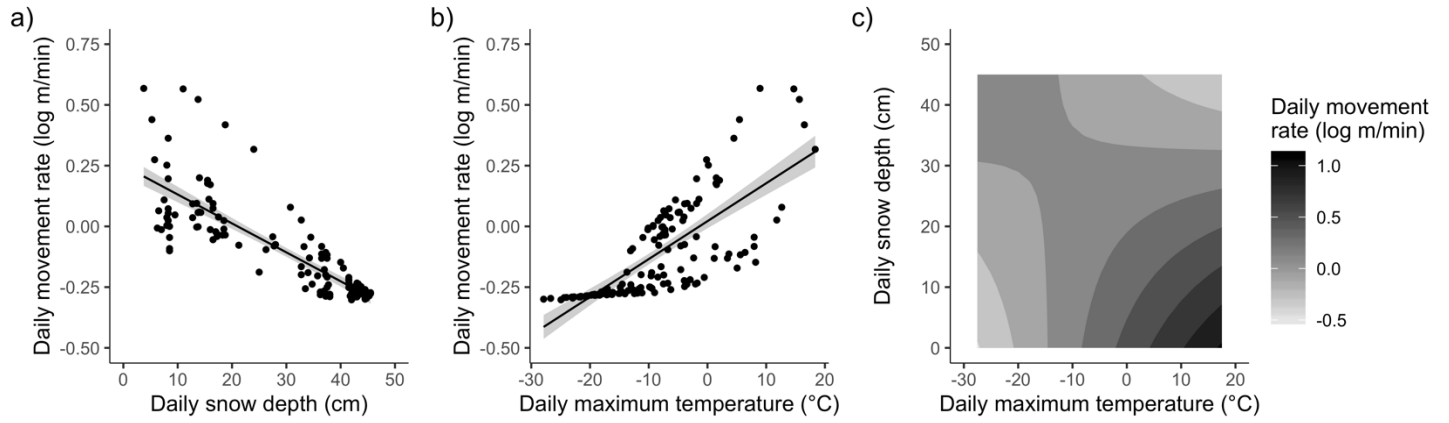 a)
Daily movement rate (log m/min)
0.75
0.50
0.25
0.00
-0.25
-0.50
0 10 20 30 40 50
Daily snow depth (cm)
b)
Daily movement rate (log m/min)
0.75
0.50
0.25
0.00
-0.25
-0.50
-30 -20 -10 0 10 20
Daily maximum temperature (°C)
c)
Daily snow depth (cm)
50
40
30
20
10
0
-30 -20 -10 0 10 20
Daily maximum temperature (°C)
Daily movement
rate (log m/min)
1.0
0.5
0.0
-0.5